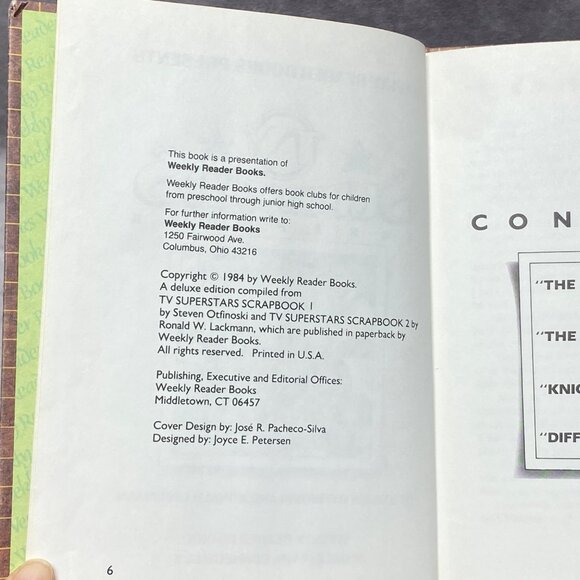 This book is a presentation of
Weekly Reader Books.
Weekly Reader Books offers book clubs for children
from preschool through junior high school.
For further information write to:
Weekly Reader Books
1250 Fairwood Ave.
Columbus, Ohio 43216
Copyright © 1984 by Weekly Reader Books.
A deluxe edition compiled from
TV SUPERSTARS SCRAPBOOK 1
by Steven Otfinoski and TV SUPERSTARS SCRAPBOOK 2 by
Ronald W. Lackmann, which are published in paperback by
Weekly Reader Books.
All rights reserved. Printed in U.S.A.
Publishing, Executive and Editorial Offices:
Weekly Reader Books
Middletown, CT 06457
Cover Design by: José R. Pacheco-Silva
Designed by: Joyce E. Petersen
6
CON
"THE
"THE
"KNIG
"DIFF